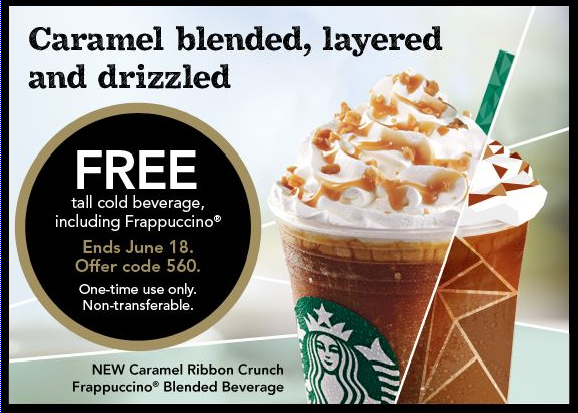 Caramel blended, layered
and drizzled
FREE
tall cold beverage,
including Frappuccino®
Ends June 18.
Offer code 560.
One-time use only.
Non-transferable.
NEW Caramel Ribbon Crunch
Frappuccino® Blended Beverage